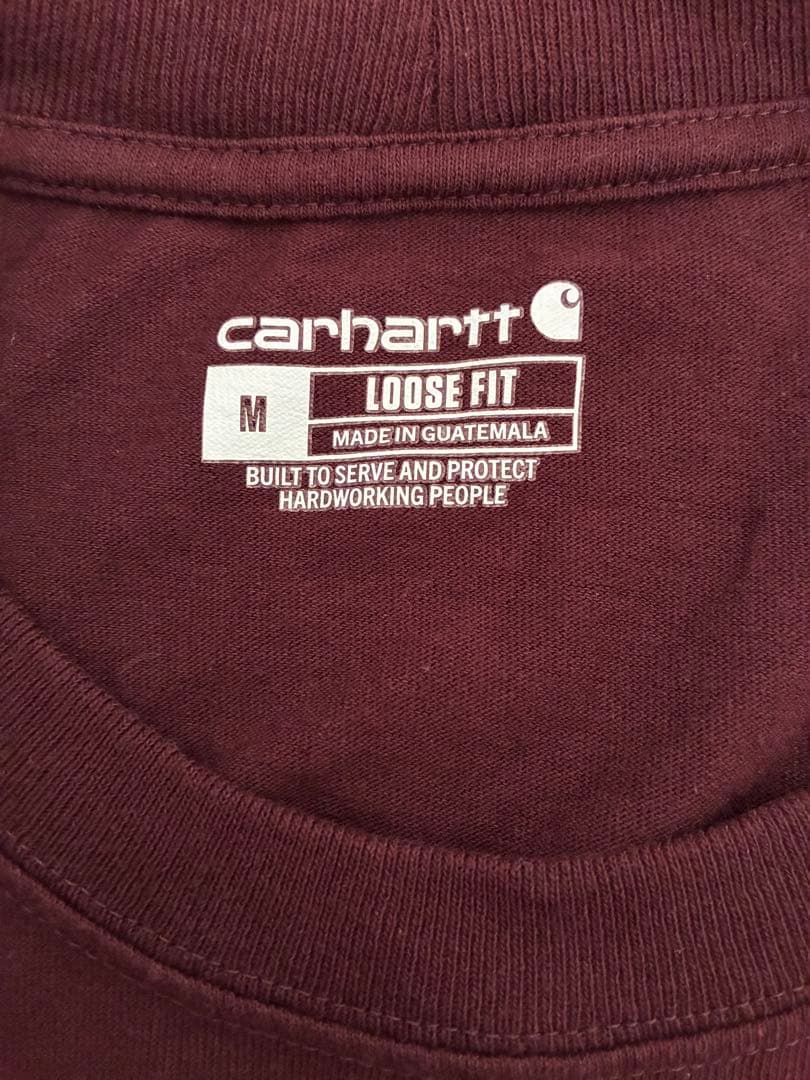 carhartt
M
LOOSE FIT
MADE IN GUATEMALA
BUILT TO SERVE AND PROTECT
HARDWORKING PEOPLE